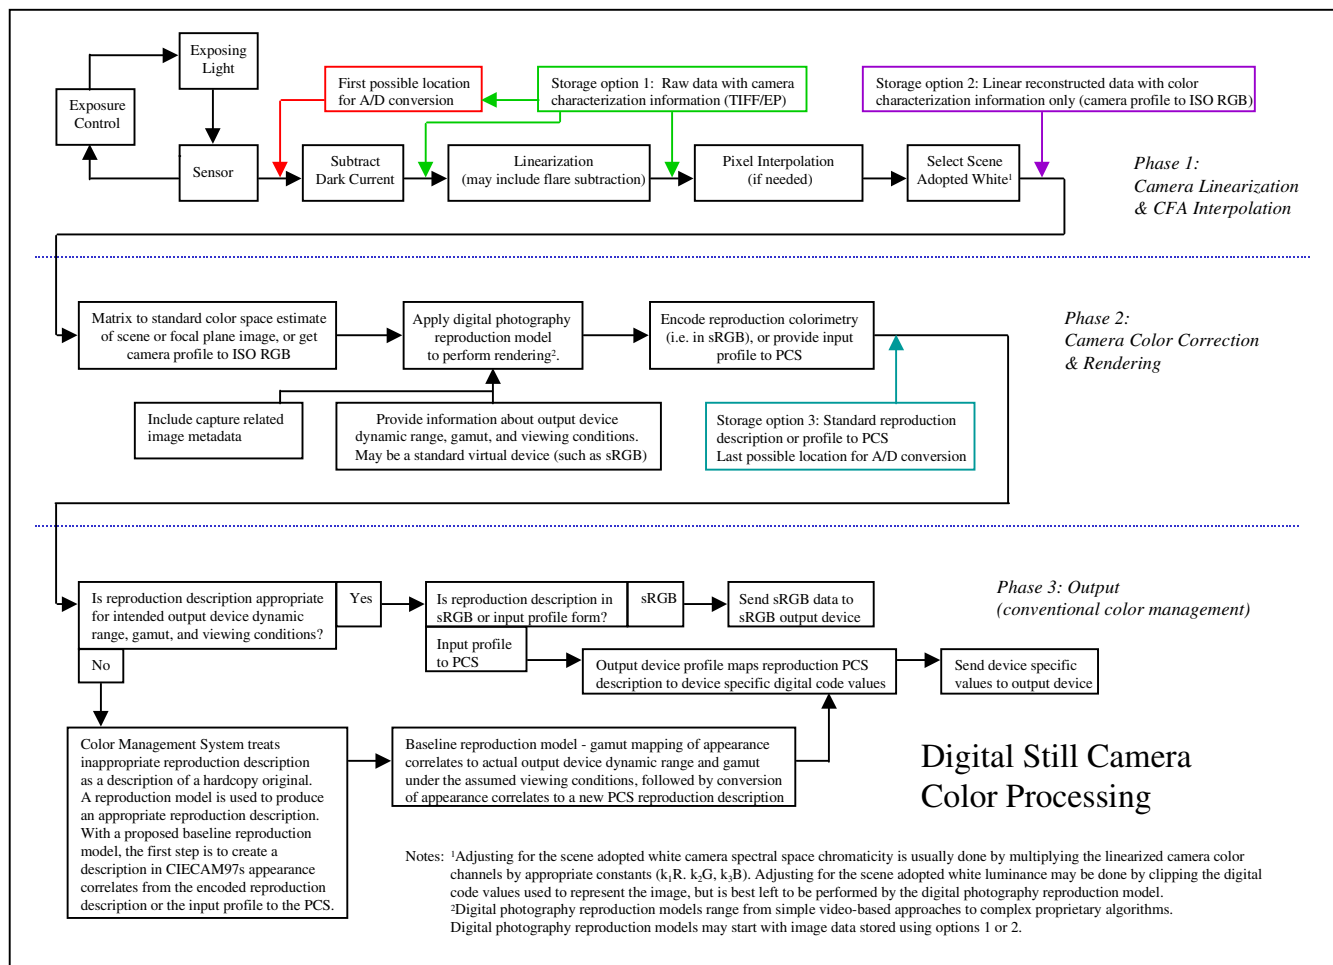 Exposing
Light
Exposure
Control
Sensor
First possible location
for A/D conversion
Storage option 1:  Raw data with camera
characterization information (TIFF/EP)
Storage option 2: Linear reconstructed data with color
characterization information only (camera profile to ISO RGB)
Subtract
Dark Current
Linearization
(may include flare subtraction)
Pixel Interpolation
(if needed)
Select Scene
Adopted White¹
Phase 1:
Camera Linearization
& CFA Interpolation
Matrix to standard color space estimate
of scene or focal plane image, or get
camera profile to ISO RGB
Apply digital photography
reproduction model
to perform rendering².
Encode reproduction colorimetry
(i.e. in sRGB), or provide input
profile to PCS
Phase 2:
Camera Color Correction
& Rendering
Include capture related
image metadata
Provide information about output device
dynamic range, gamut, and viewing conditions.
May be a standard virtual device (such as sRGB)
Storage option 3: Standard reproduction
description or profile to PCS
Last possible location for A/D conversion
Is reproduction description appropriate
for intended output device dynamic
range, gamut, and viewing conditions?
Yes
No
Is reproduction description in
sRGB or input profile form?
sRGB
Input profile
to PCS
Send sRGB data to
sRGB output device
Phase 3: Output
(conventional color management)
Output device profile maps reproduction PCS
description to device specific digital code values
Send device specific
values to output device
Color Management System treats
inappropriate reproduction description
as a description of a hardcopy original.
A reproduction model is used to produce
an appropriate reproduction description.
With a proposed baseline reproduction
model, the first step is to create a
description in CIECAM97s appearance
correlates from the encoded reproduction
description or the input profile to the PCS.
Baseline reproduction model - gamut mapping of appearance
correlates to actual output device dynamic range and gamut
under the assumed viewing conditions, followed by conversion
of appearance correlates to a new PCS reproduction description
Digital Still Camera
Color Processing
Notes: ¹Adjusting for the scene adopted white camera spectral space chromaticity is usually done by multiplying the linearized camera color
channels by appropriate constants (k₁R. k₂G, k₃B). Adjusting for the scene adopted white luminance may be done by clipping the digital
code values used to represent the image, but is best left to be performed by the digital photography reproduction model.
²Digital photography reproduction models range from simple video-based approaches to complex proprietary algorithms.
Digital photography reproduction models may start with image data stored using options 1 or 2.